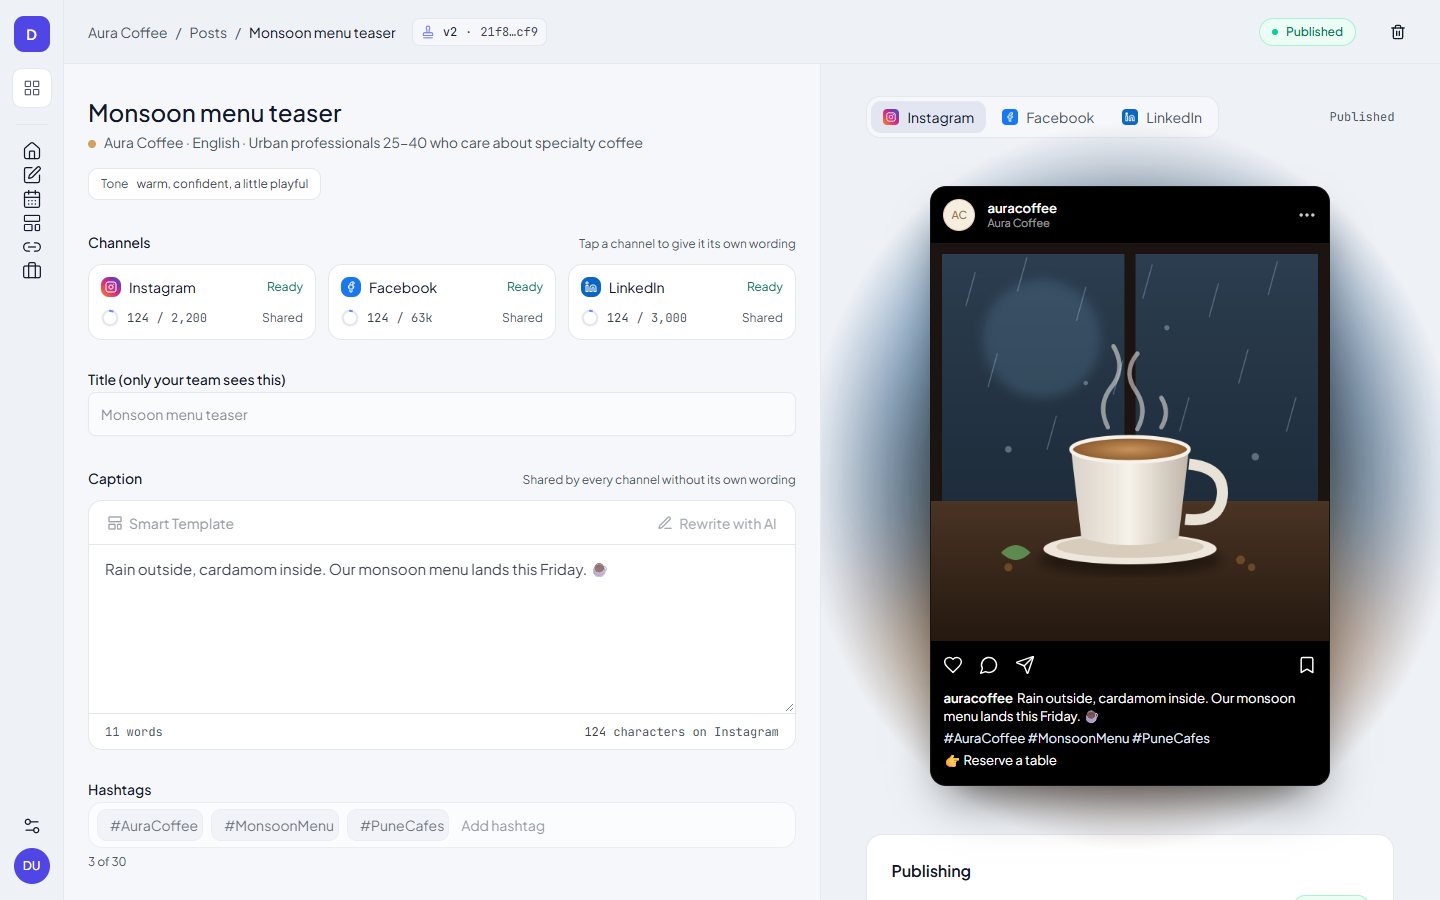 D
Aura Coffee / Posts / Monsoon menu teaser
v2 · 21f8…cf9
Published
Monsoon menu teaser
Aura Coffee · English · Urban professionals 25–40 who care about specialty coffee
Tone warm, confident, a little playful
Channels
Tap a channel to give it its own wording
Instagram Ready
124 / 2,200 Shared
Facebook Ready
124 / 63k Shared
LinkedIn Ready
124 / 3,000 Shared
Title (only your team sees this)
Monsoon menu teaser
Caption
Shared by every channel without its own wording
Smart Template
Rewrite with AI
Rain outside, cardamom inside. Our monsoon menu lands this Friday.
11 words
124 characters on Instagram
Hashtags
#AuraCoffee #MonsoonMenu #PuneCafes Add hashtag
3 of 30
DU
Instagram Facebook LinkedIn
Published
AC
auracoffee
Aura Coffee
auracoffee Rain outside, cardamom inside. Our monsoon
menu lands this Friday.
#AuraCoffee #MonsoonMenu #PuneCafes
👉 Reserve a table
Publishing